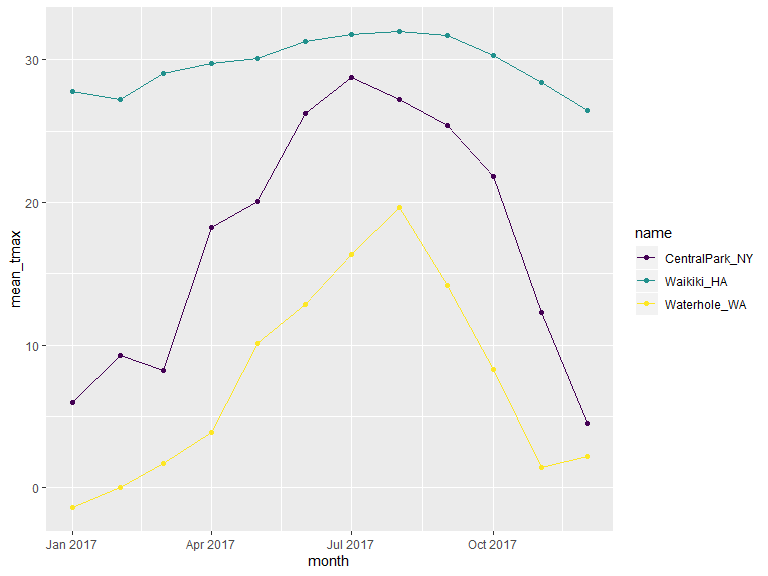 30
20
10
0
mean_tmax
Jan 2017
Apr 2017
Jul 2017
Oct 2017
month
name
CentralPark_NY
Waikiki_HA
Waterhole_WA